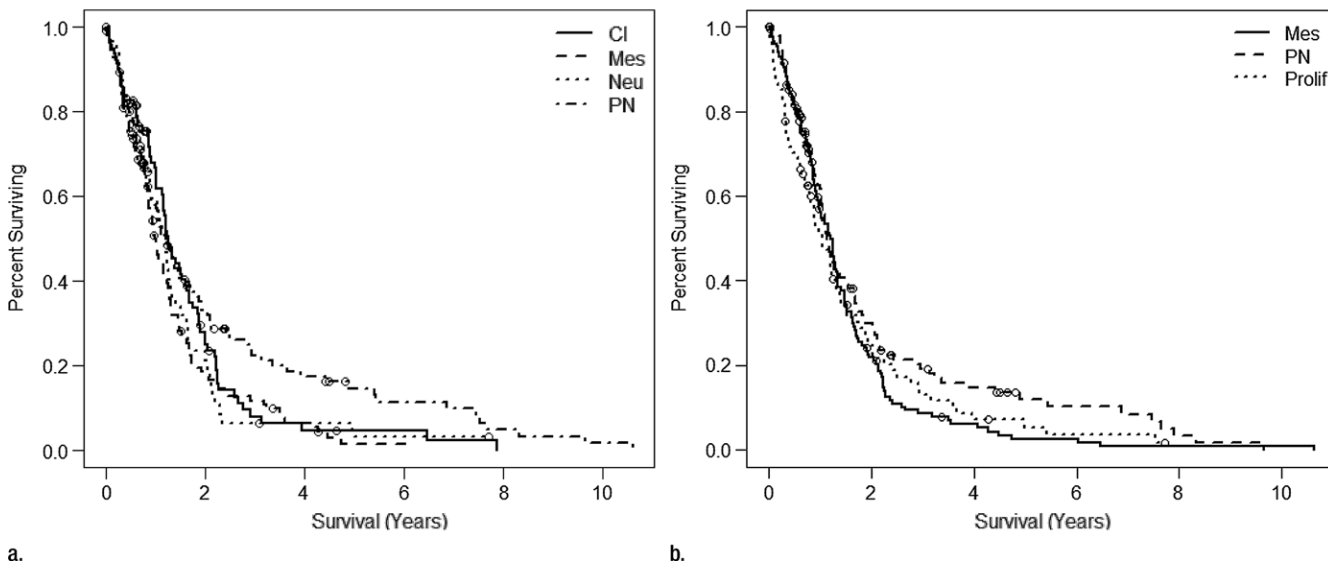 1.0
0.8
0.6
0.4
0.2
0.0
Percent Surviving
0
2
4
6
8
10
Survival (Years)
Cl
Mes
Neu
PN
a.
1.0
0.8
0.6
0.4
0.2
0.0
Percent Surviving
0
2
4
6
8
10
Survival (Years)
Mes
PN
Prolif
b.